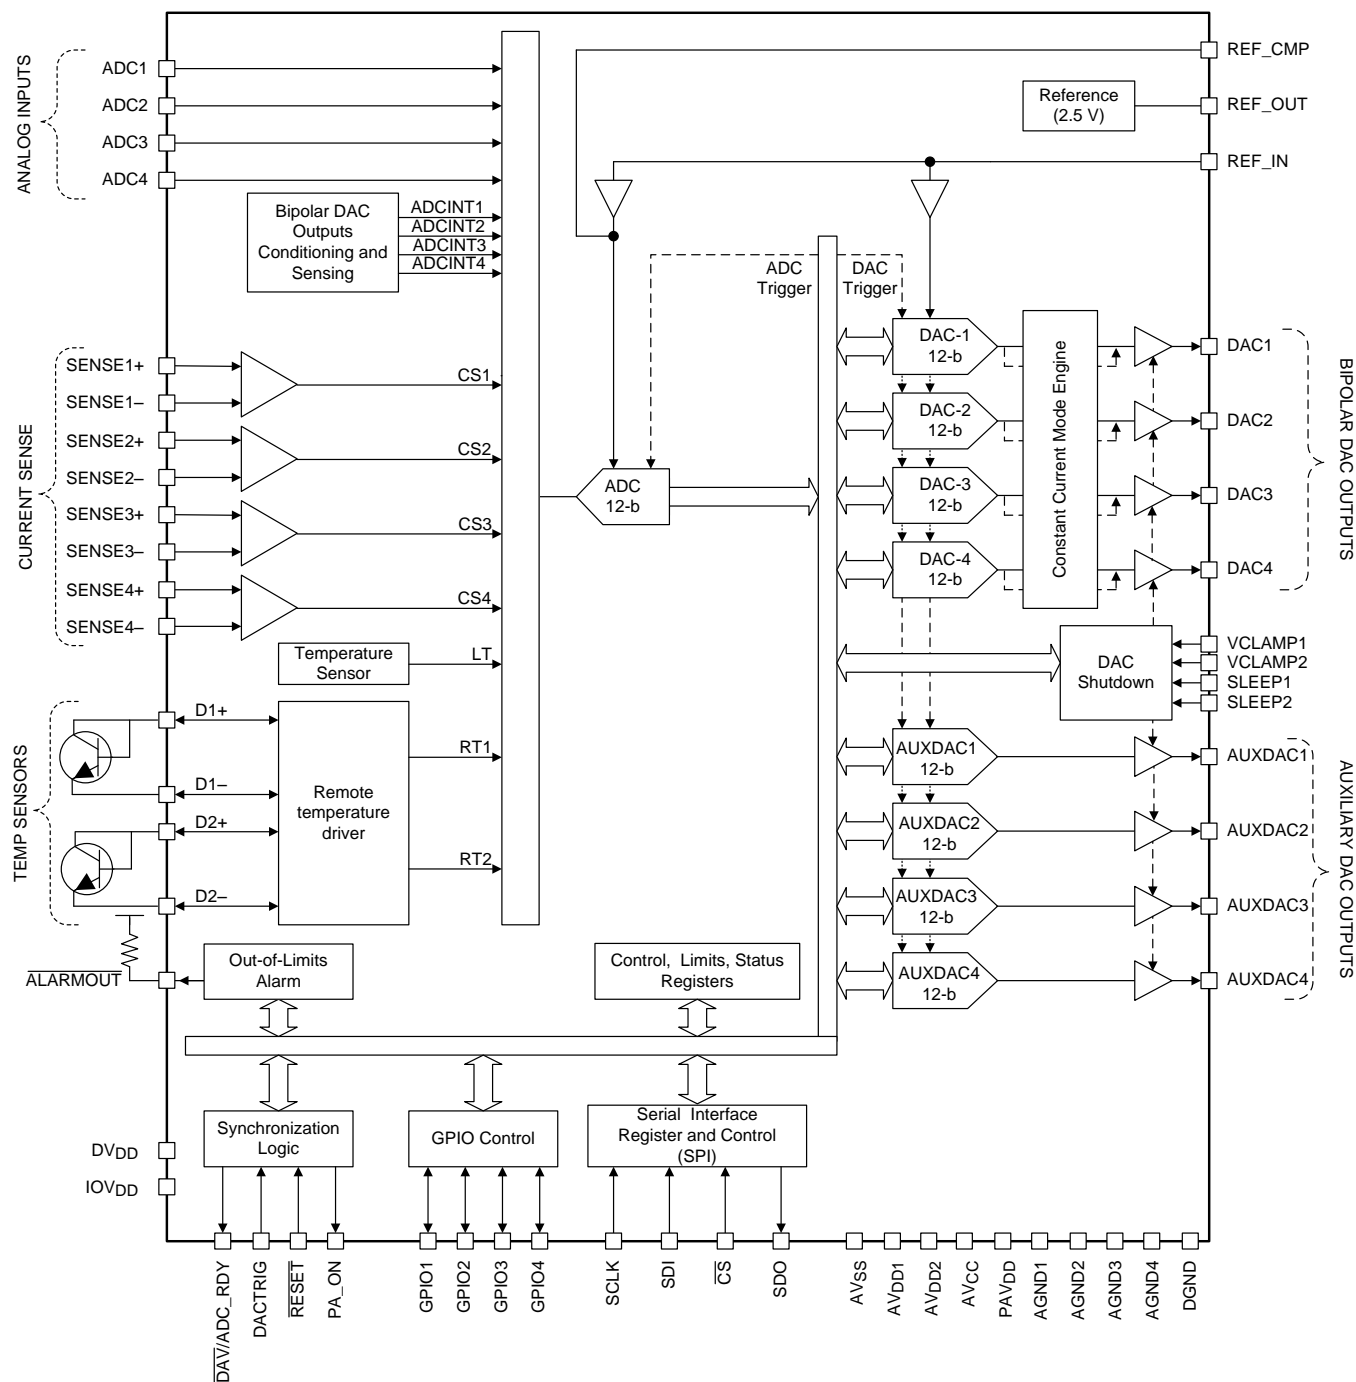 ANALOG INPUTS
ADC1
ADC2
ADC3
ADC4
Bipolar DAC
Outputs
Conditioning and
Sensing
ADCINT1
ADCINT2
ADCINT3
ADCINT4
REF_CMP
Reference
(2.5 V)
REF_OUT
REF_IN
ADC
Trigger
DAC
Trigger
CURRENT SENSE
SENSE1+
SENSE1–
SENSE2+
SENSE2–
SENSE3+
SENSE3–
SENSE4+
SENSE4–
CS1
CS2
CS3
CS4
Temperature
Sensor
LT
ADC
12-b
DAC-1
12-b
DAC-2
12-b
DAC-3
12-b
DAC-4
12-b
Constant Current Mode Engine
DAC1
DAC2
DAC3
DAC4
BIPOLAR DAC OUTPUTS
DAC
Shutdown
VCLAMP1
VCLAMP2
SLEEP1
SLEEP2
TEMP SENSORS
D1+
D1–
D2+
D2–
Remote
temperature
driver
RT1
RT2
AUXDAC1
12-b
AUXDAC2
12-b
AUXDAC3
12-b
AUXDAC4
12-b
AUXDAC1
AUXDAC2
AUXDAC3
AUXDAC4
AUXILIARY DAC OUTPUTS
ALARMOUT
Out-of-Limits
Alarm
Control, Limits, Status
Registers
Synchronization
Logic
GPIO Control
Serial Interface
Register and Control
(SPI)
DVDD
IOVDD
DAV/ADC_RDY
DACTRIG
RESET
PA_ON
GPIO1
GPIO2
GPIO3
GPIO4
SCLK
SDI
CS
SDO
AVSS
AVDD1
AVDD2
AVCC
PAVDD
AGND1
AGND2
AGND3
AGND4
DGND